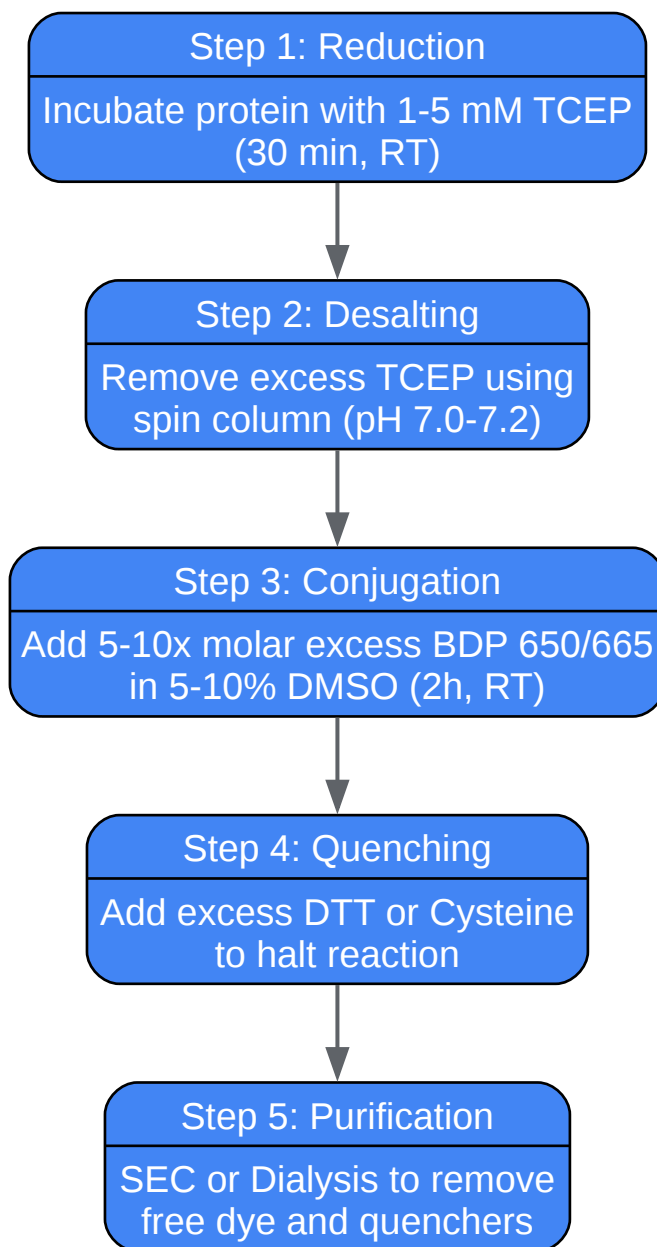 Step 1: Reduction
Incubate protein with 1-5 mM TCEP
(30 min, RT)
Step 2: Desalting
Remove excess TCEP using
spin column (pH 7.0-7.2)
Step 3: Conjugation
Add 5-10x molar excess BDP 650/665
in 5-10% DMSO (2h, RT)
Step 4: Quenching
Add excess DTT or Cysteine
to halt reaction
Step 5: Purification
SEC or Dialysis to remove
free dye and quenchers